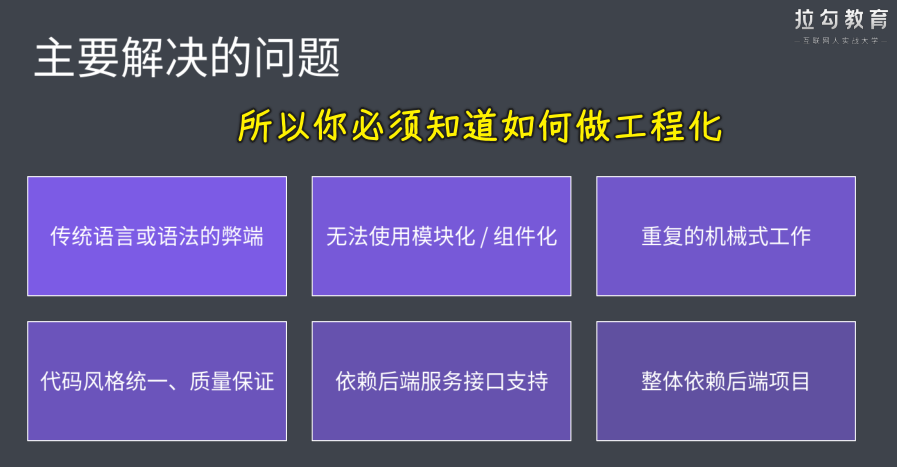 拉勾教育
—互联网人实战大学—
主要解决的问题
所以你必须知道如何做工程化
传统语言或语法的弊端
无法使用模块化 / 组件化
重复的机械式工作
代码风格统一、质量保证
依赖后端服务接口支持
整体依赖后端项目